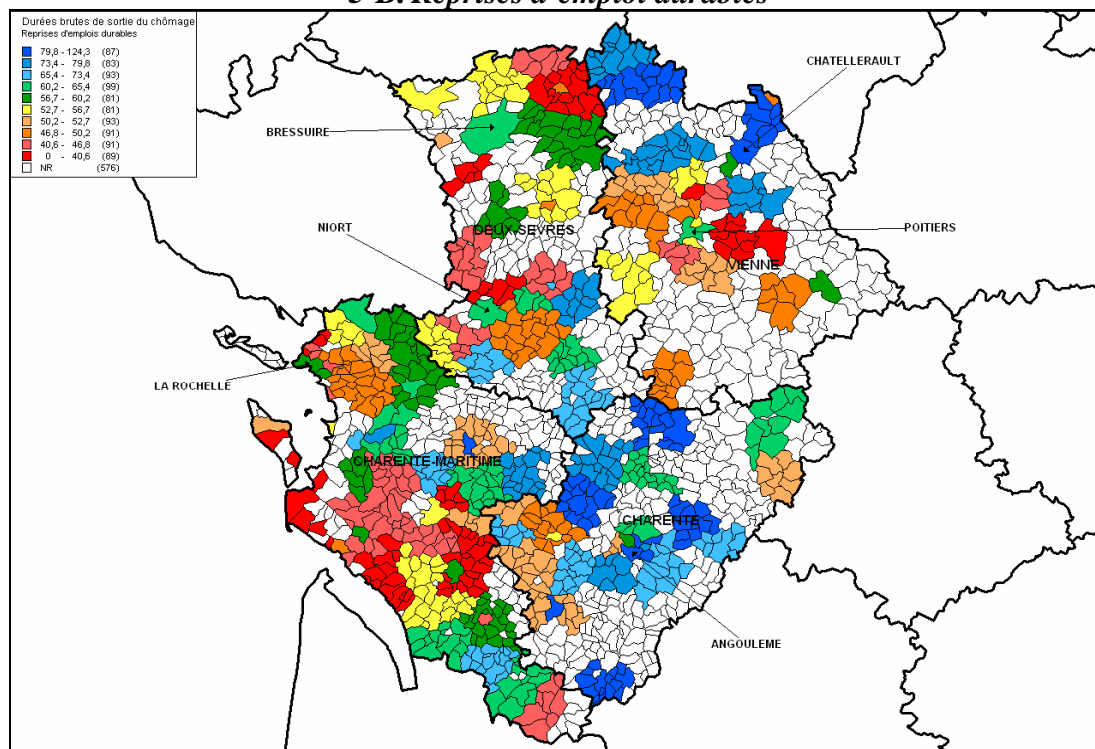 3-B. Reprises d'emploi durables
Durées brutes de sortie du chômage
Reprises d'emplois durables
79,8 - 124,3 (87)
73,4 - 79,8 (83)
65,4 - 73,4 (93)
60,2 - 65,4 (99)
56,7 - 60,2 (81)
52,7 - 56,7 (81)
50,2 - 52,7 (93)
46,8 - 50,2 (91)
40,6 - 46,8 (91)
0 - 40,6 (89)
NR (576)
CHATELLERAULT
BRESSUIRE
NIORT
DEUX-SEVRES
POITIERS
VIENNE
LA ROCHELLE
CHARENTE-MARITIME
CHARENTE
ANGOULEME